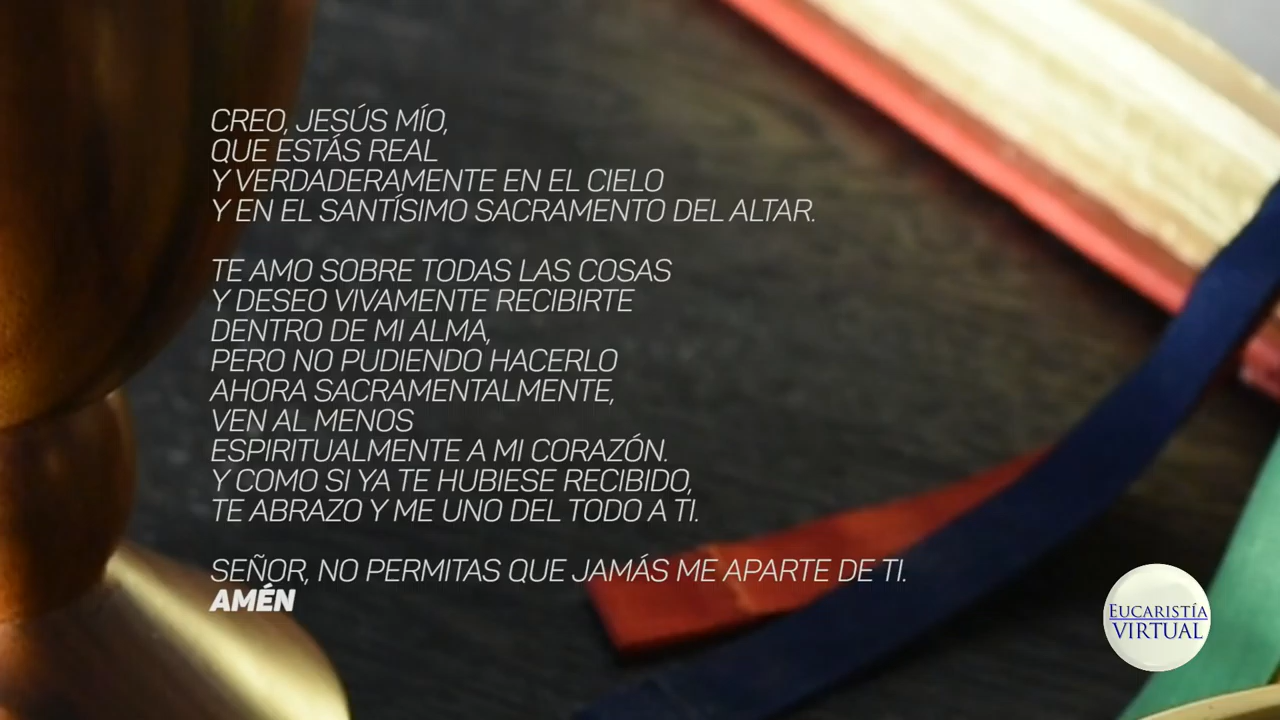 CREO, JESÚS MÍO,
QUE ESTÁS REAL
Y VERDADERAMENTE EN EL CIELO
Y EN EL SANTÍSIMO SACRAMENTO DEL ALTAR.
TE AMO SOBRE TODAS LAS COSAS
Y DESEO VIVAMENTE RECIBIRTE
DENTRO DE MI ALMA,
PERO NO PUDIENDO HACERLO
AHORA SACRAMENTALMENTE,
VEN AL MENOS
ESPIRITUALMENTE A MI CORAZÓN.
Y COMO SI YA TE HUBIESE RECIBIDO,
TE ABRAZO Y ME UNO DEL TODO A TI.
SEÑOR, NO PERMITAS QUE JAMÁS ME APARTE DE TI.
AMÉN
EUCARISTÍA
VIRTUAL